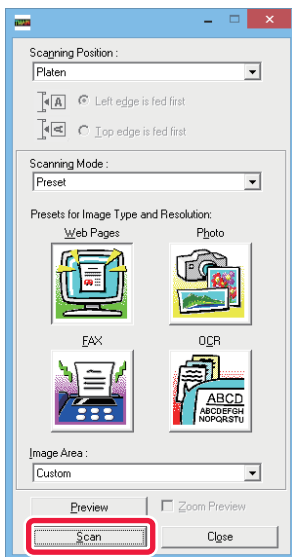 Scanning Position :
Platen
A
Left edge is fed first
A
Top edge is fed first
Scanning Mode :
Preset
Presets for Image Type and Resolution:
Web Pages Photo
FAX OCR
ABCD
ABCDEFGH
NOPQRSTU
Image Area :
Custom
Preview Zoom Preview
Scan Close